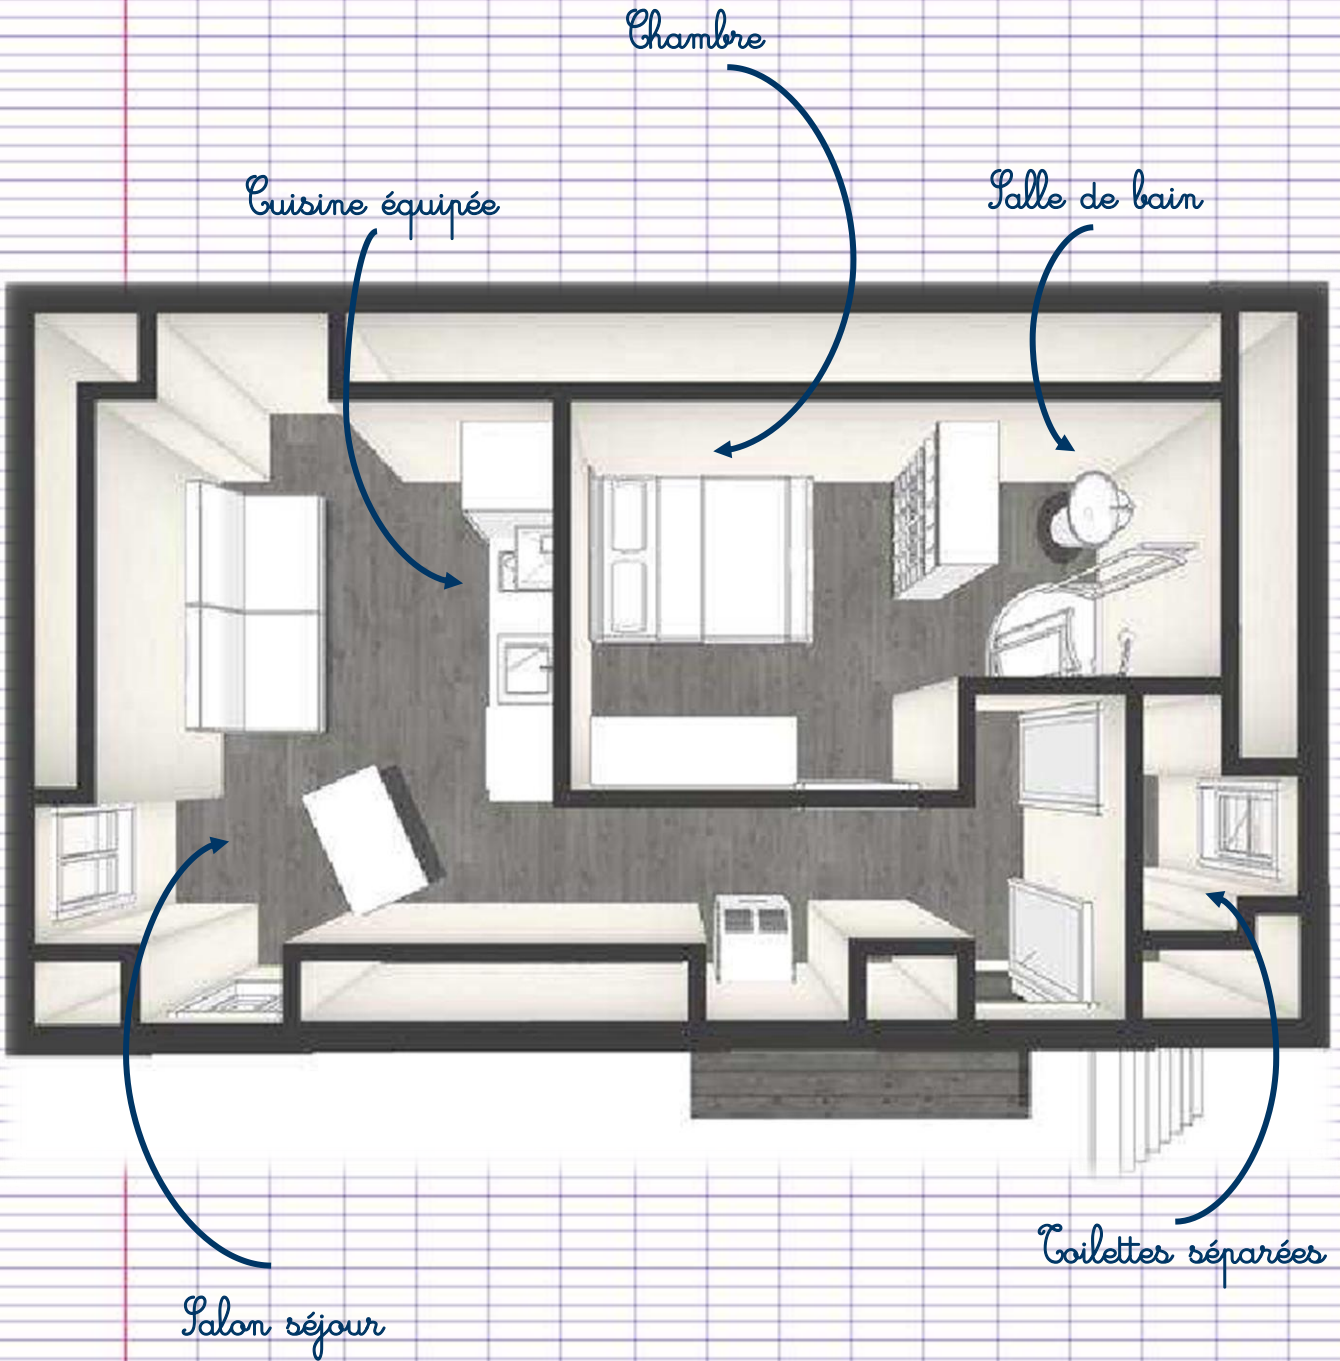 Chambre
Cuisine équipée
Salle de bain
Toilettes séparées
Salon séjour